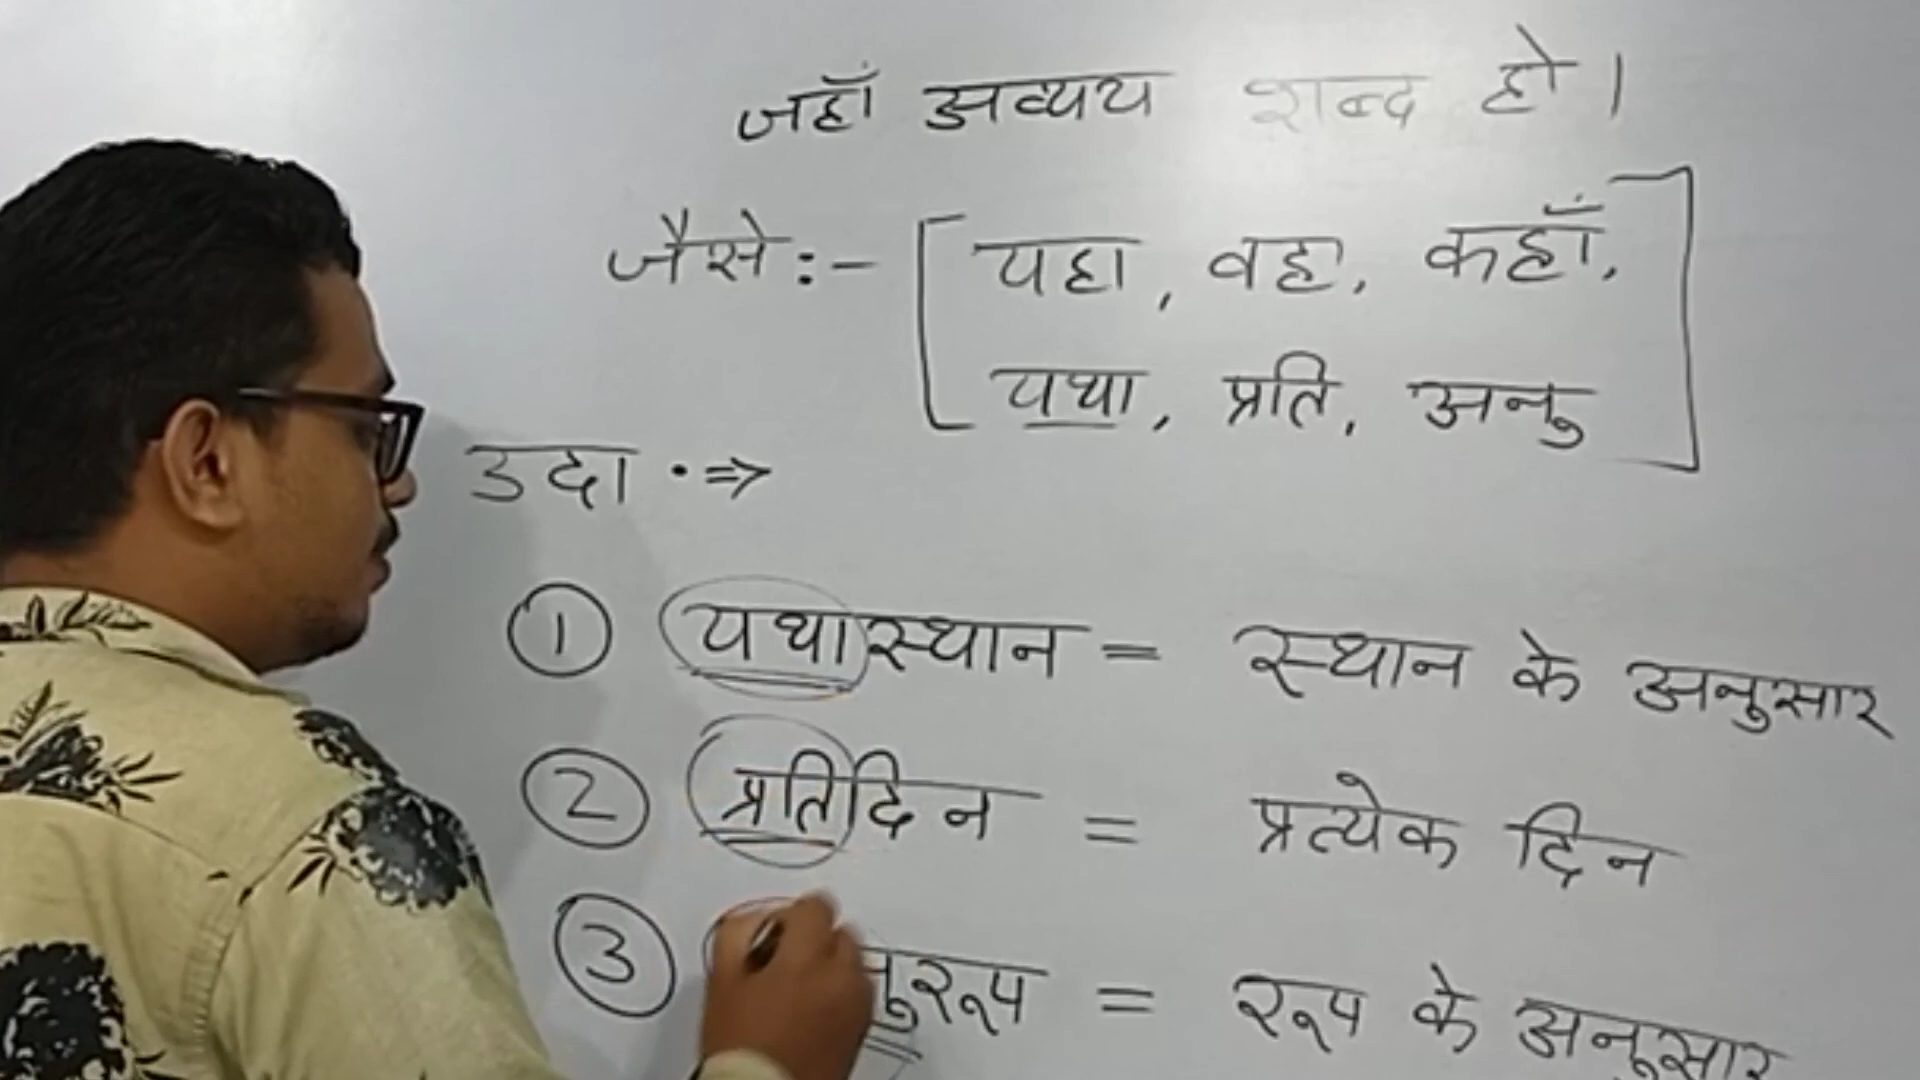 जहाँ अव्यय शब्द हो।
जैसे:- [ यहा, वहा, कहाँ,
यथा, प्रति, अनु ]
उदा . ⇒
① यथास्थान = स्थान के अनुसार
② प्रतिदिन = प्रत्येक दिन
③ नुरूप = रूप के अनुसार